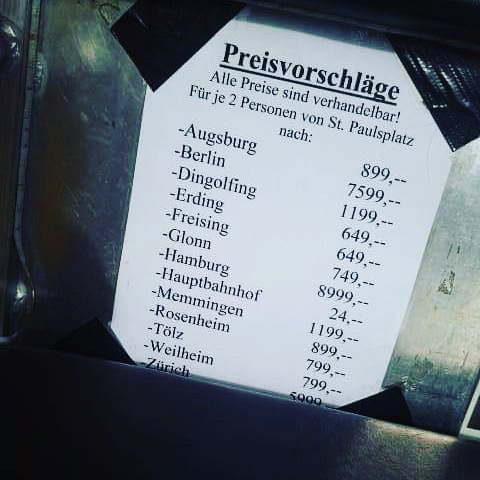 Preisvorschläge
Alle Preise sind verhandelbar!
Für je 2 Personen von St. Paulsplatz
nach:
-Augsburg 899,--
-Berlin 7599,--
-Dingolfing 1199,--
-Erding 649,--
-Freising 649,--
-Glonn 749,--
-Hamburg 8999,--
-Hauptbahnhof 24,--
-Memmingen 1199,--
-Rosenheim 899,--
-Tölz 799,--
-Weilheim 799,--
-Zürich 5999,--